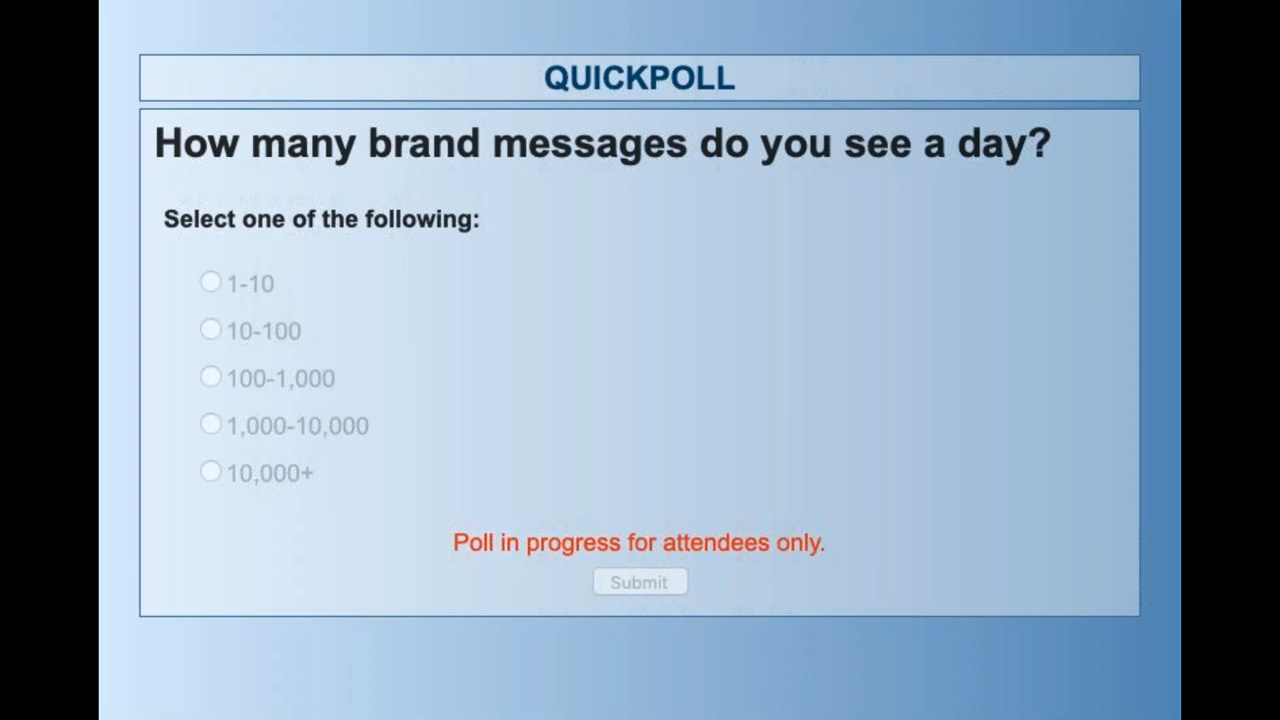 QUICKPOLL
How many brand messages do you see a day?
Select one of the following:
1-10
10-100
100-1,000
1,000-10,000
10,000+
Poll in progress for attendees only.
Submit